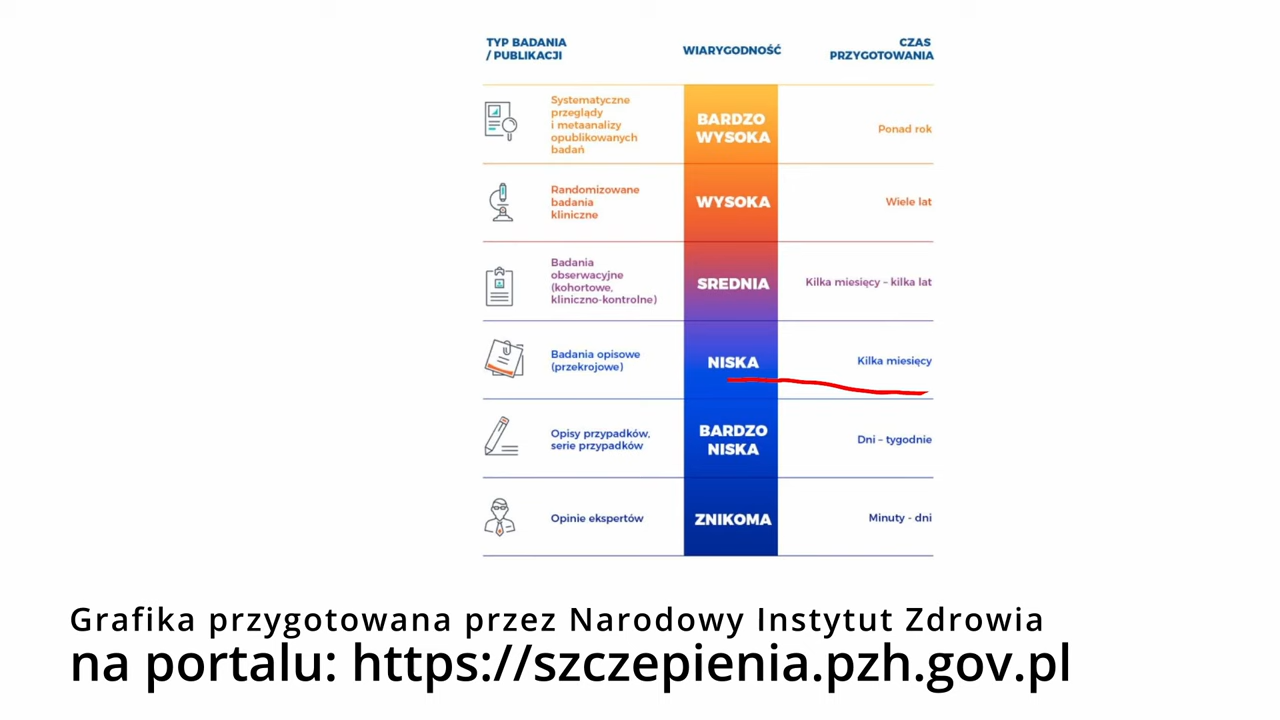 TYP BADANIA
/ PUBLIKACJI
WIARYGODNOŚĆ
CZAS
PRZYGOTOWANIA
Systematyczne
przeglądy
i metaanalizy
opublikowanych
badań
BARDZO
WYSOKA
Ponad rok
Randomizowane
badania
kliniczne
WYSOKA
Wiele lat
Badania
obserwacyjne
(kohortowe,
kliniczno-kontrolne)
SREDNIA
Kilka miesięcy – kilka lat
Badania opisowe
(przekrojowe)
NISKA
Kilka miesięcy
Opisy przypadków,
serie przypadków
BARDZO
NISKA
Dni – tygodnie
Opinie ekspertów
ZNIKOMA
Minuty - dni
Grafika przygotowana przez Narodowy Instytut Zdrowia
na portalu: https://szczepienia.pzh.gov.pl